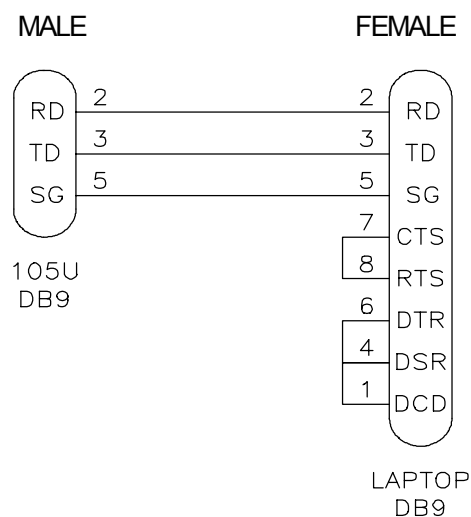 MALE FEMALE
RD 2 2 RD
TD 3 3 TD
SG 5 5 SG
7 CTS
8 RTS
6 DTR
4 DSR
1 DCD
105U
DB9
LAPTOP
DB9